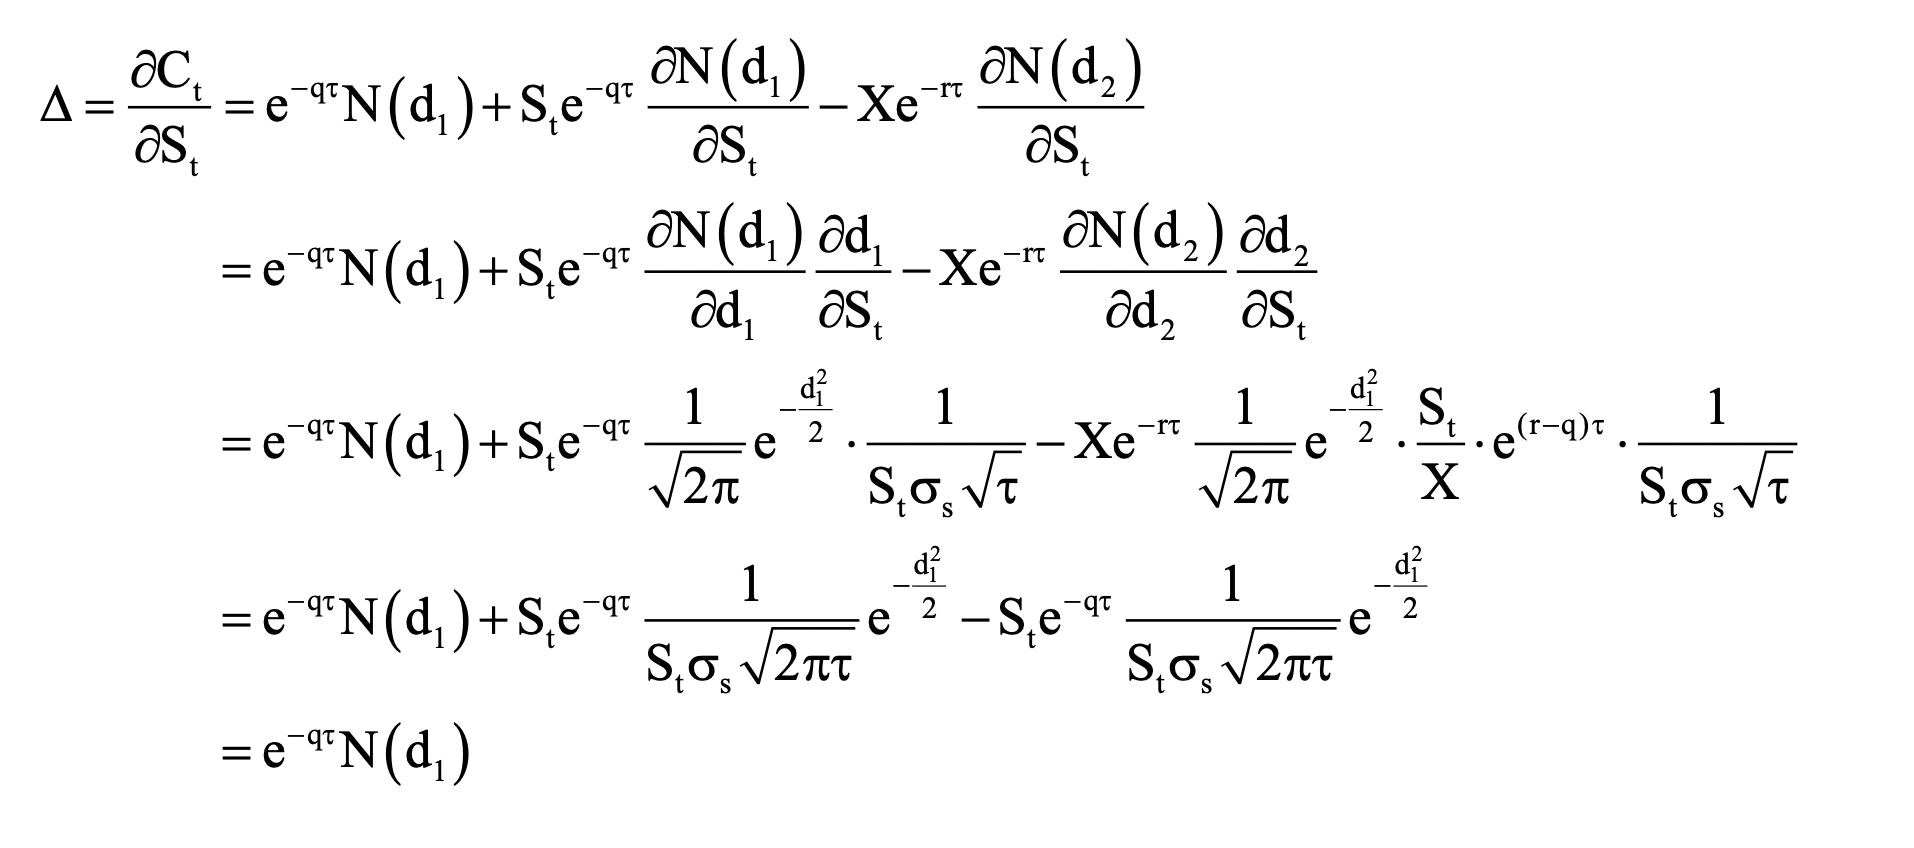 Δ = ∂C_t/∂S_t = e^{−qτ}N(d_1) + S_t e^{−qτ} ∂N(d_1)/∂S_t − Xe^{−rτ} ∂N(d_2)/∂S_t
= e^{−qτ}N(d_1) + S_t e^{−qτ} ∂N(d_1)/∂d_1 ∂d_1/∂S_t − Xe^{−rτ} ∂N(d_2)/∂d_2 ∂d_2/∂S_t
= e^{−qτ}N(d_1) + S_t e^{−qτ} 1/√(2π) e^{−d_1^2/2} · 1/(S_t σ_s √τ) − Xe^{−rτ} 1/√(2π) e^{−d_1^2/2} · S_t/X · e^{(r−q)τ} · 1/(S_t σ_s √τ)
= e^{−qτ}N(d_1) + S_t e^{−qτ} 1/(S_t σ_s √(2πτ)) e^{−d_1^2/2} − S_t e^{−qτ} 1/(S_t σ_s √(2πτ)) e^{−d_1^2/2}
= e^{−qτ}N(d_1)